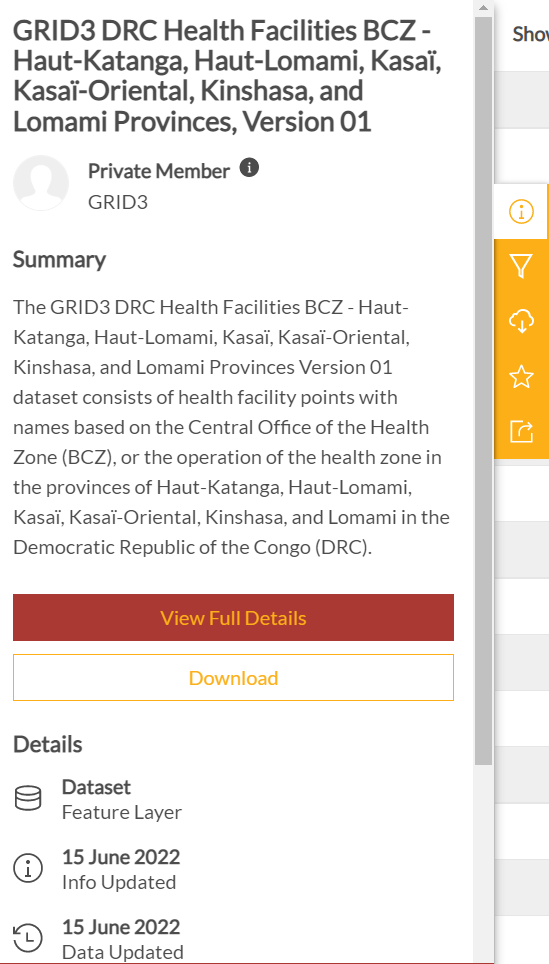 GRID3 DRC Health Facilities BCZ -
Haut-Katanga, Haut-Lomami, Kasaï,
Kasaï-Oriental, Kinshasa, and
Lomami Provinces, Version 01
Private Member
GRID3
Summary
The GRID3 DRC Health Facilities BCZ - Haut-
Katanga, Haut-Lomami, Kasaï, Kasaï-Oriental,
Kinshasa, and Lomami Provinces Version 01
dataset consists of health facility points with
names based on the Central Office of the Health
Zone (BCZ), or the operation of the health zone in
the provinces of Haut-Katanga, Haut-Lomami,
Kasaï, Kasaï-Oriental, Kinshasa, and Lomami in the
Democratic Republic of the Congo (DRC).
View Full Details
Download
Details
Dataset
Feature Layer
15 June 2022
Info Updated
15 June 2022
Data Updated